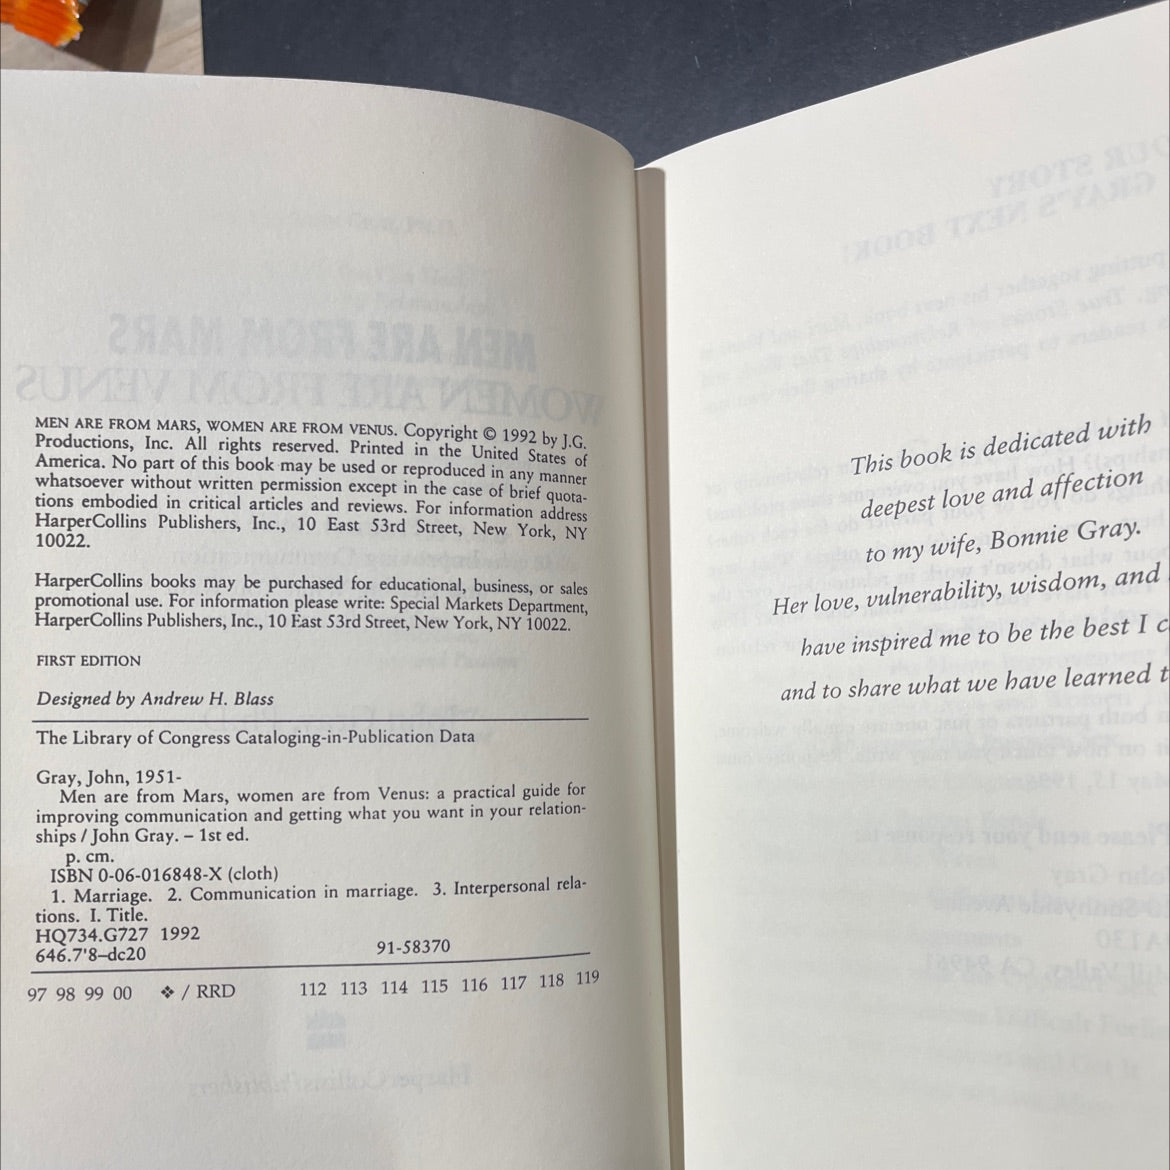 MEN ARE FROM MARS, WOMEN ARE FROM VENUS. Copyright © 1992 by J.G.
Productions, Inc. All rights reserved. Printed in the United States of
America. No part of this book may be used or reproduced in any manner
whatsoever without written permission except in the case of brief quota-
tions embodied in critical articles and reviews. For information address
HarperCollins Publishers, Inc., 10 East 53rd Street, New York, NY
10022.
HarperCollins books may be purchased for educational, business, or sales
promotional use. For information please write: Special Markets Department,
HarperCollins Publishers, Inc., 10 East 53rd Street, New York, NY 10022.
FIRST EDITION
Designed by Andrew H. Blass
The Library of Congress Cataloging-in-Publication Data
Gray, John, 1951-
Men are from Mars, women are from Venus: a practical guide for
improving communication and getting what you want in your relation-
ships / John Gray. – 1st ed.
p. cm.
ISBN 0-06-016848-X (cloth)
1. Marriage. 2. Communication in marriage. 3. Interpersonal rela-
tions. I. Title.
HQ734.G727 1992
646.7'8–dc20 91-58370
97 98 99 00 ❖ / RRD 112 113 114 115 116 117 118 119
This book is dedicated with
deepest love and affection
to my wife, Bonnie Gray.
Her love, vulnerability, wisdom, and
have inspired me to be the best I c
and to share what we have learned t